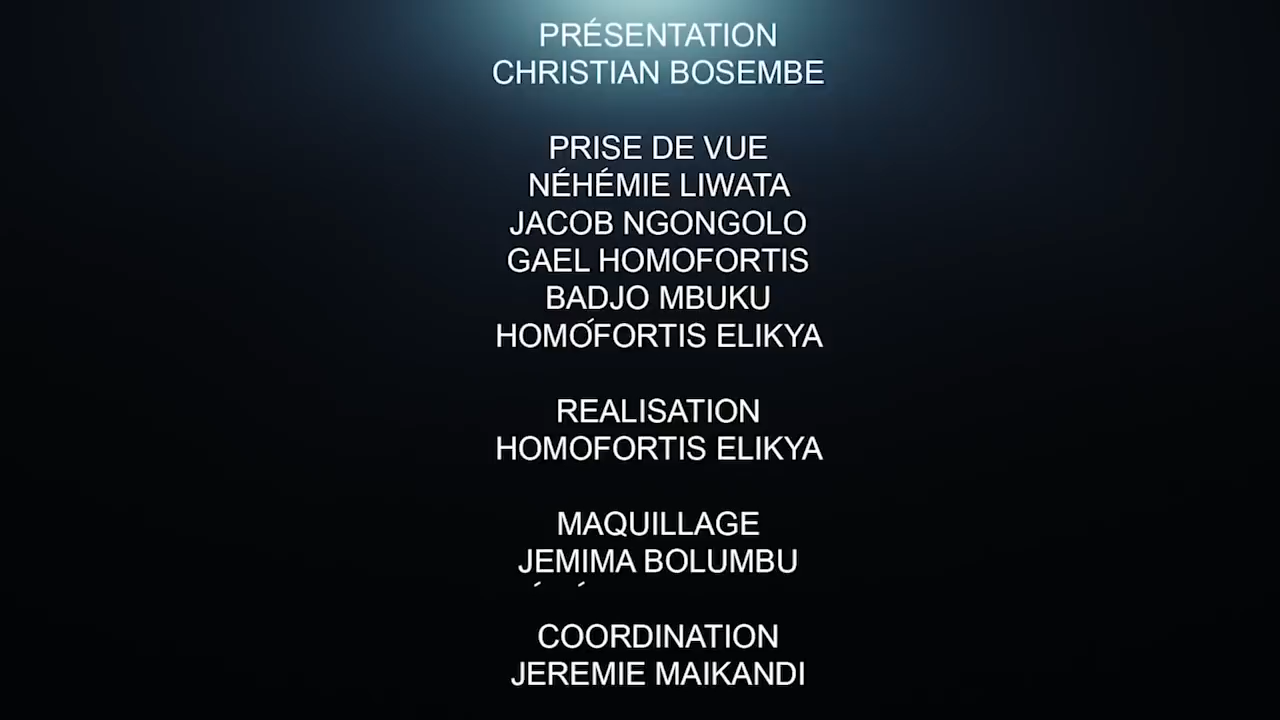 PRÉSENTATION
CHRISTIAN BOSEMBE
PRISE DE VUE
NÉHÉMIE LIWATA
JACOB NGONGOLO
GAEL HOMOFORTIS
BADJO MBUKU
HOMOFORTIS ELIKYA
REALISATION
HOMOFORTIS ELIKYA
MAQUILLAGE
JEMIMA BOLUMBU
COORDINATION
JEREMIE MAIKANDI